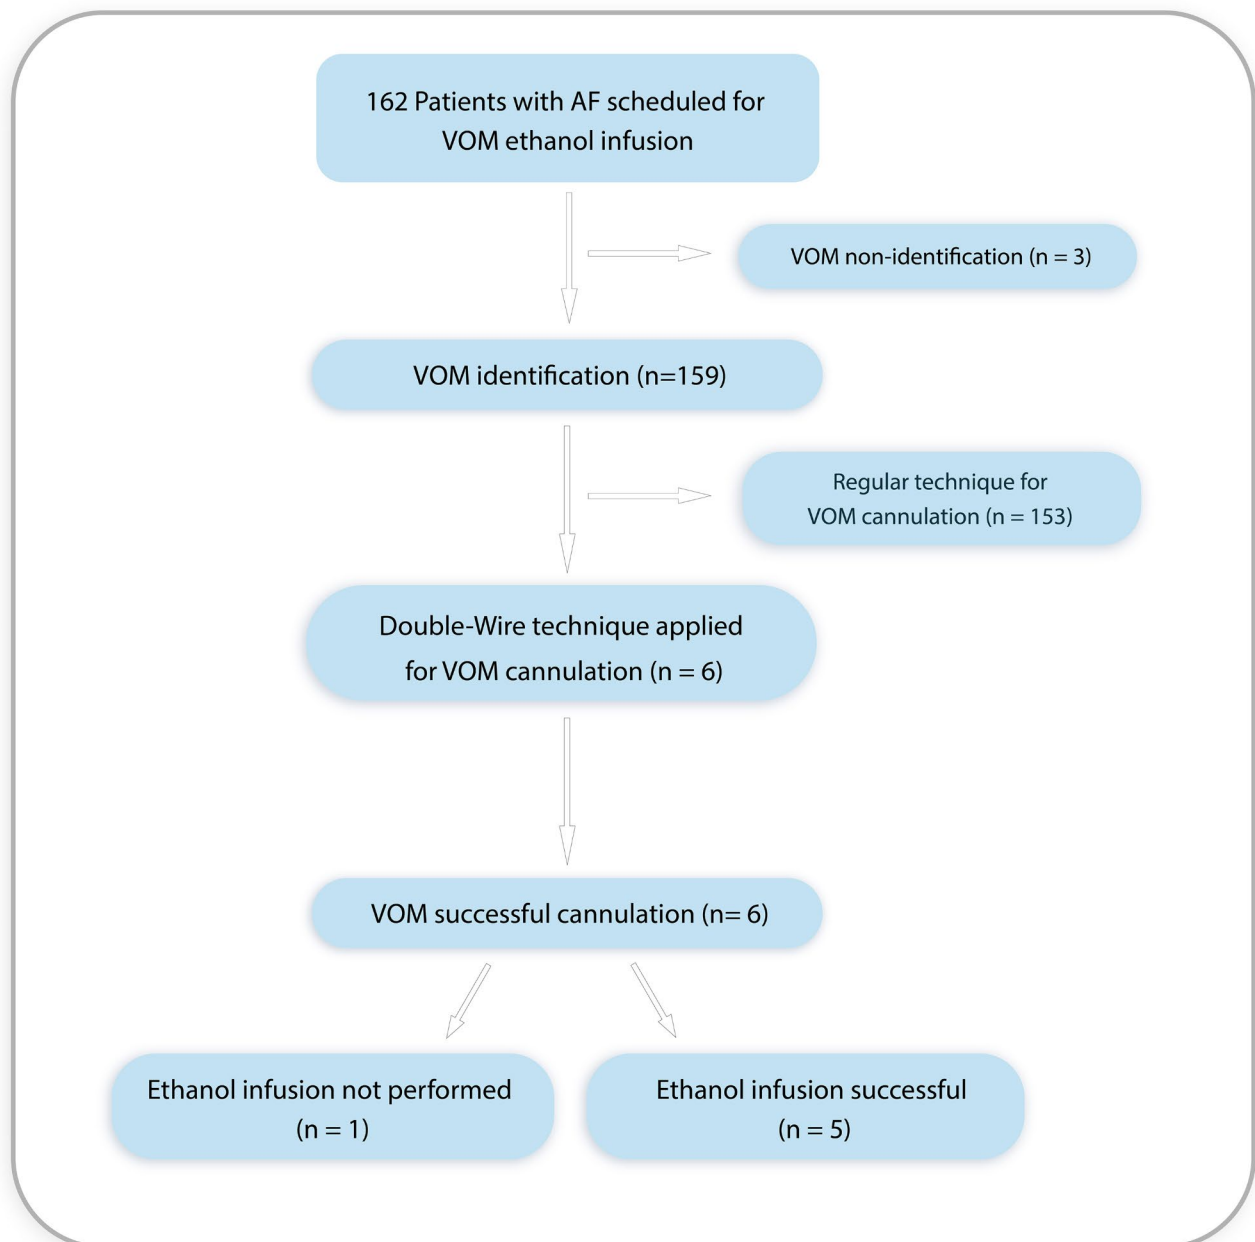 162 Patients with AF scheduled for
VOM ethanol infusion
VOM non-identification (n = 3)
VOM identification (n=159)
Regular technique for
VOM cannulation (n = 153)
Double-Wire technique applied
for VOM cannulation (n = 6)
VOM successful cannulation (n= 6)
Ethanol infusion not performed
(n = 1)
Ethanol infusion successful
(n = 5)